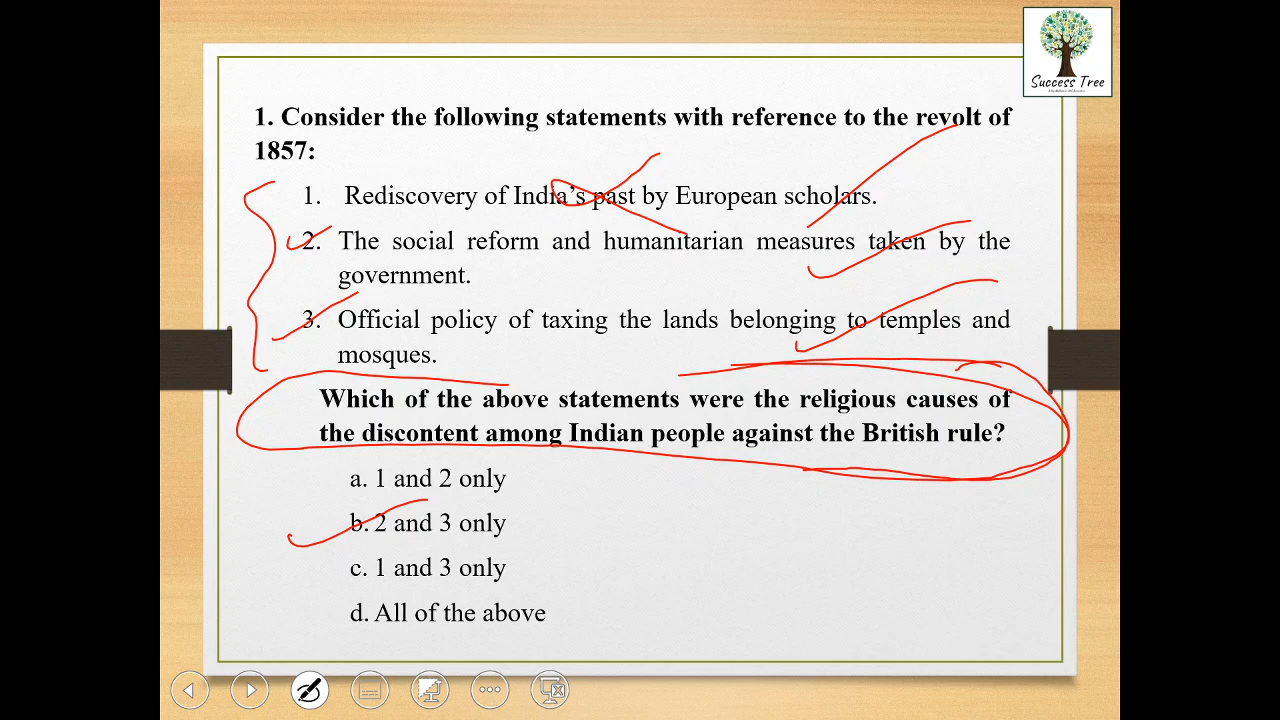 Success Tree
1. Consider the following statements with reference to the revolt of
1857:
1. Rediscovery of India's past by European scholars.
2. The social reform and humanitarian measures taken by the
government.
3. Official policy of taxing the lands belonging to temples and
mosques.
Which of the above statements were the religious causes of
the discontent among Indian people against the British rule?
a. 1 and 2 only
b. 2 and 3 only
c. 1 and 3 only
d. All of the above